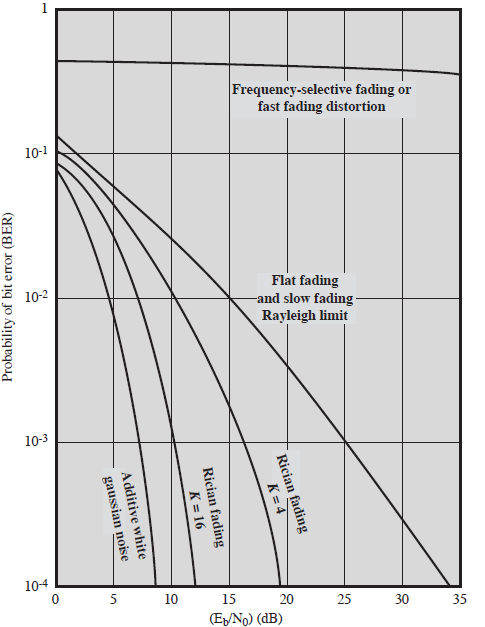 1
Frequency-selective fading or
fast fading distortion
10-1
Probability of bit error (BER)
Flat fading
and slow fading
Rayleigh limit
10-2
10-3
Additive white
gaussian noise
Rician fading
K = 16
Rician fading
K = 4
10-4
0 5 10 15 20 25 30 35
(Eb/N0) (dB)